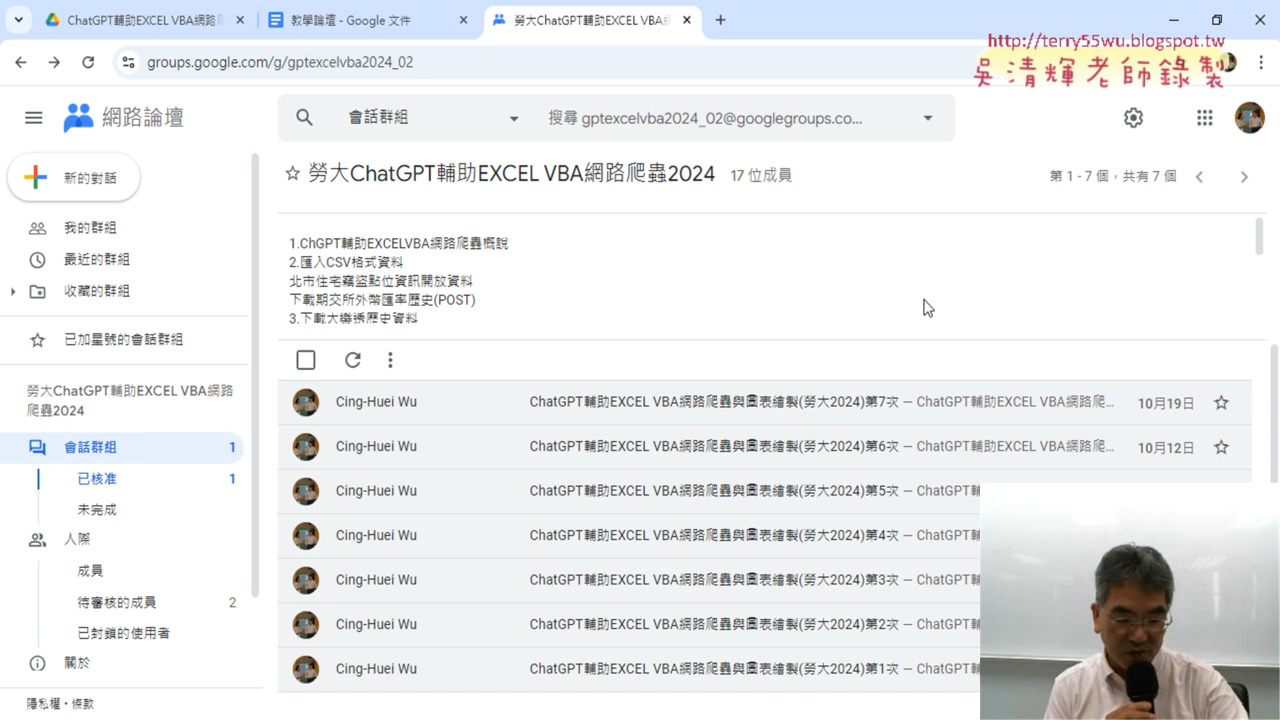 ChatGPT輔助EXCEL VBA網路爬
教學論壇 - Google 文件
勞大ChatGPT輔助EXCEL VBA網
groups.google.com/g/gptexcelvba2024_02
http://terry55wu.blogspot.tw
吳清輝老師錄製
網路論壇
會話群組
搜尋 gptexcelvba2024_02@googlegroups.co...
新的對話
勞大ChatGPT輔助EXCEL VBA網路爬蟲2024 17 位成員
第 1 - 7 個，共有 7 個
我的群組
最近的群組
收藏的群組
已加星號的會話群組
1.ChGPT輔助EXCELVBA網路爬蟲概說
2.匯入CSV格式資料
北市住宅竊盜點位資訊開放資料
下載期交所外幣匯率歷史(POST)
3.下載大樂透歷史資料
勞大ChatGPT輔助EXCEL VBA網路
爬蟲2024
會話群組 1
已核准 1
未完成
人際
成員
待審核的成員 2
已封鎖的使用者
關於
隱私權 • 條款
Cing-Huei Wu ChatGPT輔助EXCEL VBA網路爬蟲與圖表繪製(勞大2024)第7次 — ChatGPT輔助EXCEL VBA網路爬... 10月19日
Cing-Huei Wu ChatGPT輔助EXCEL VBA網路爬蟲與圖表繪製(勞大2024)第6次 — ChatGPT輔助EXCEL VBA網路爬... 10月12日
Cing-Huei Wu ChatGPT輔助EXCEL VBA網路爬蟲與圖表繪製(勞大2024)第5次 — ChatGPT輔
Cing-Huei Wu ChatGPT輔助EXCEL VBA網路爬蟲與圖表繪製(勞大2024)第4次 — ChatGPT輔
Cing-Huei Wu ChatGPT輔助EXCEL VBA網路爬蟲與圖表繪製(勞大2024)第3次 — ChatGPT輔
Cing-Huei Wu ChatGPT輔助EXCEL VBA網路爬蟲與圖表繪製(勞大2024)第2次 — ChatGPT輔
Cing-Huei Wu ChatGPT輔助EXCEL VBA網路爬蟲與圖表繪製(勞大2024)第1次 — ChatGPT輔